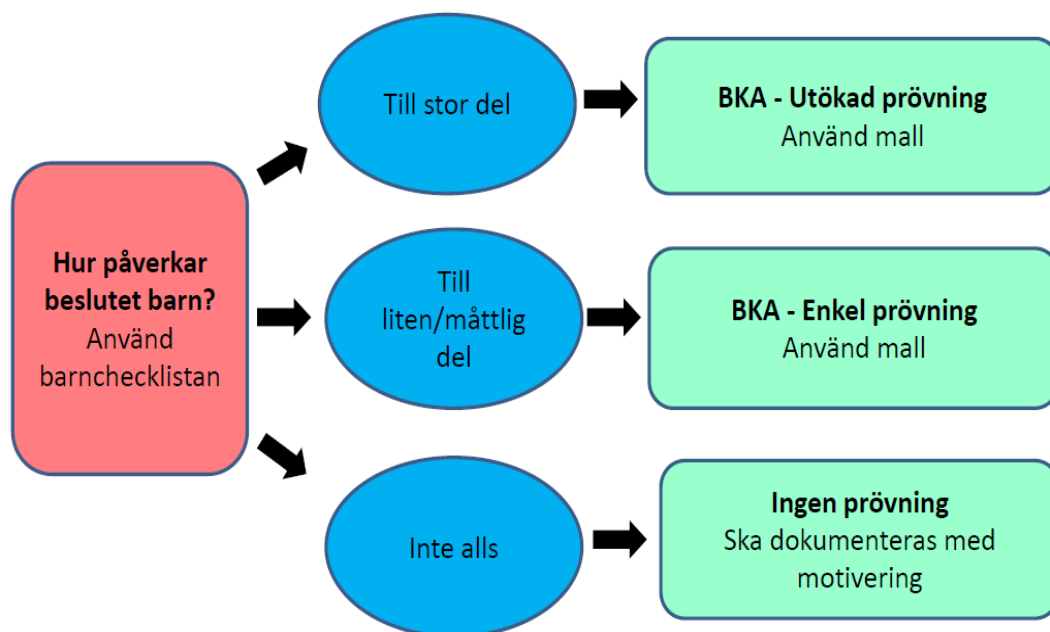 Hur påverkar
beslutet barn?
Använd
barnchecklistan
Till stor del
BKA - Utökad prövning
Använd mall
Till
liten/måttlig
del
BKA - Enkel prövning
Använd mall
Inte alls
Ingen prövning
Ska dokumenteras med
motivering